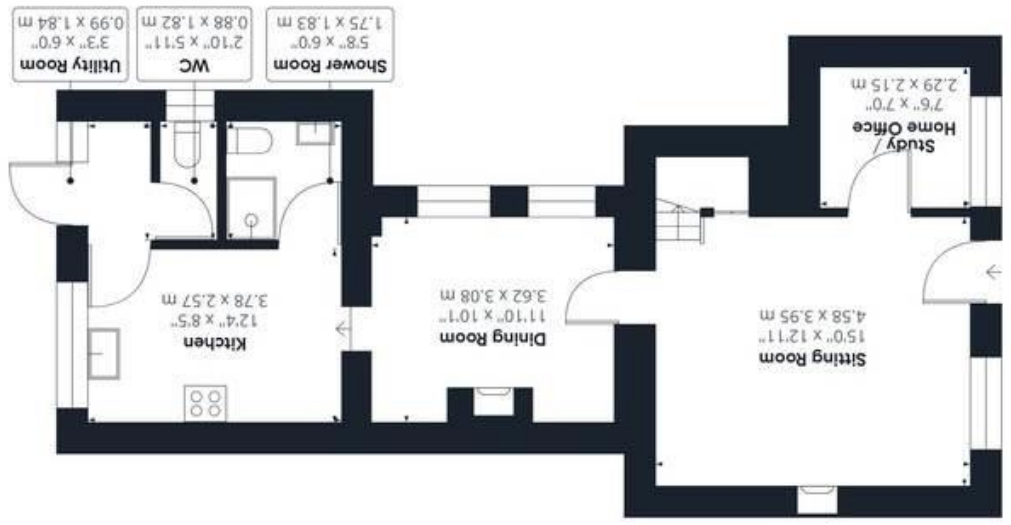 Sitting Room
15'0" x 12'11"
4.58 x 3.95 m
Dining Room
11'10" x 10'1"
3.62 x 3.08 m
Kitchen
12'4" x 8'5"
3.78 x 2.57 m
Study /
Home Office
7'6" x 7'0"
2.29 x 2.15 m
Shower Room
5'8" x 6'0"
1.75 x 1.83 m
WC
2'10" x 5'11"
0.88 x 1.82 m
Utility Room
3'3" x 6'0"
0.99 x 1.84 m